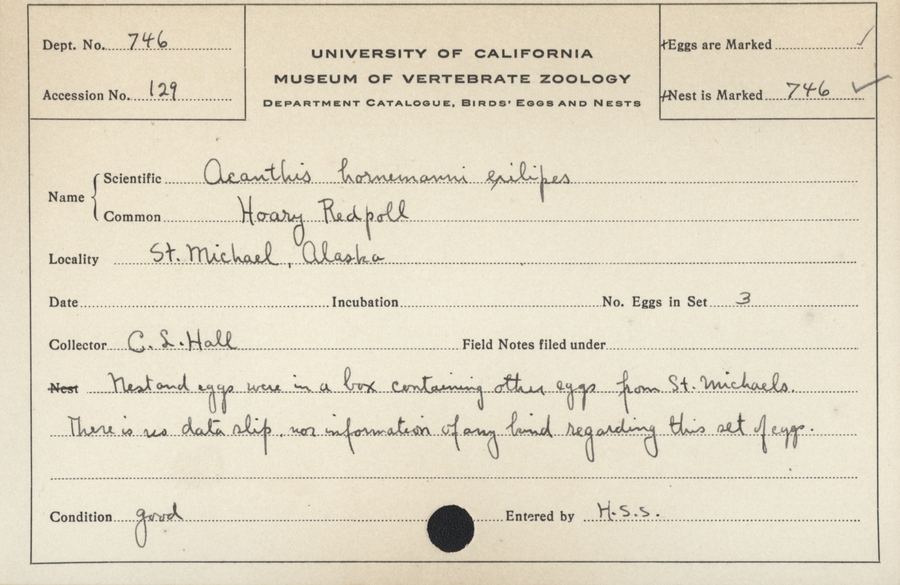 Dept. No. 746
Accession No. 129
UNIVERSITY OF CALIFORNIA
MUSEUM OF VERTEBRATE ZOOLOGY
DEPARTMENT CATALOGUE, BIRDS' EGGS AND NESTS
Eggs are Marked ✓
Nest is Marked 746 ✓
Name
Scientific Acanthis hornemanni exilipes
Common Hoary Redpoll
Locality St. Michael, Alaska
Date Incubation No. Eggs in Set 3
Collector C. L. Hall Field Notes filed under
Nest Nest and eggs were in a box containing other eggs from St. Michaels.
There is no data slip, nor information of any kind regarding this set of eggs.
Condition good Entered by H.S.S.